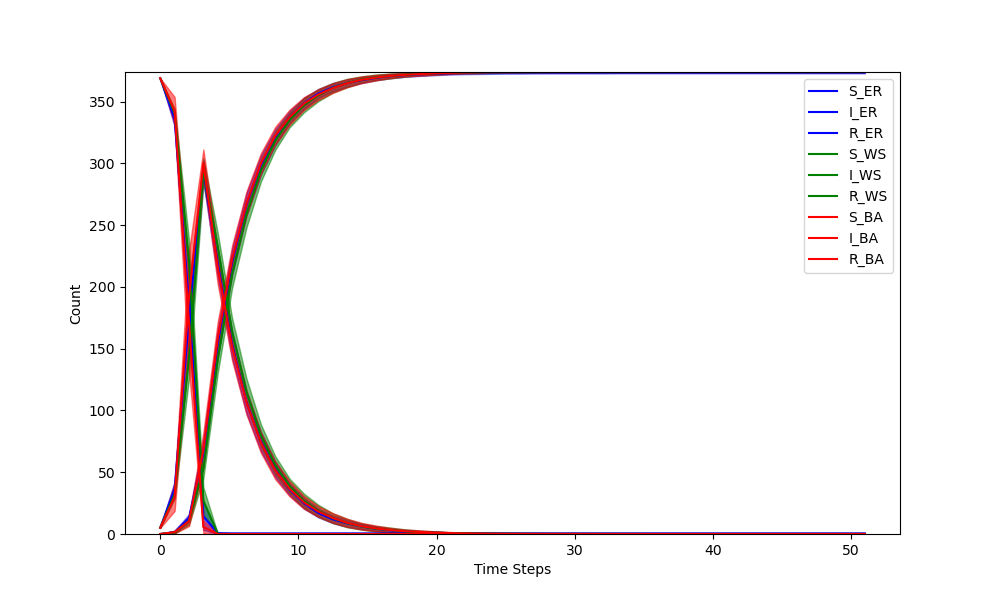 350
300
250
200
150
100
50
0
Count
0 10 20 30 40 50
Time Steps
S_ER
I_ER
R_ER
S_WS
I_WS
R_WS
S_BA
I_BA
R_BA